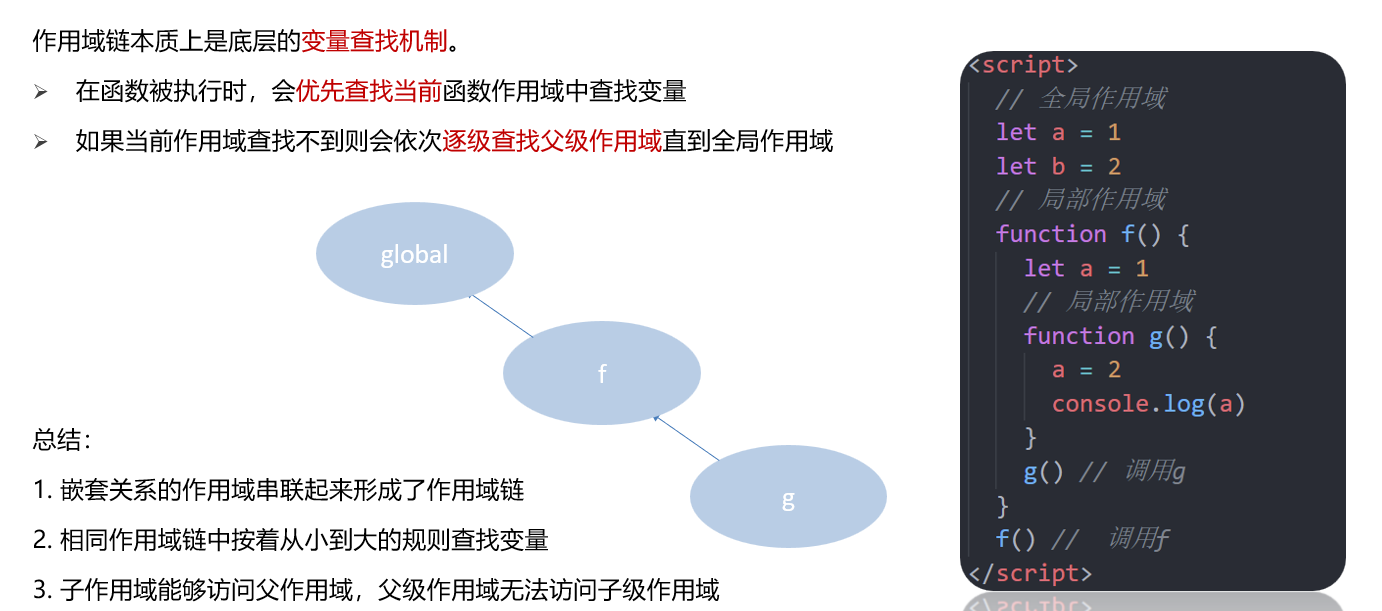 作用域链本质上是底层的变量查找机制。
➢ 在函数被执行时，会优先查找当前函数作用域中查找变量
➢ 如果当前作用域查找不到则会依次逐级查找父级作用域直到全局作用域
global
f
g
总结：
1. 嵌套关系的作用域串联起来形成了作用域链
2. 相同作用域链中按着从小到大的规则查找变量
3. 子作用域能够访问父作用域，父级作用域无法访问子级作用域
<script>
  // 全局作用域
  let a = 1
  let b = 2
  // 局部作用域
  function f() {
    let a = 1
    // 局部作用域
    function g() {
      a = 2
      console.log(a)
    }
    g() // 调用g
  }
  f() //  调用f
</script>